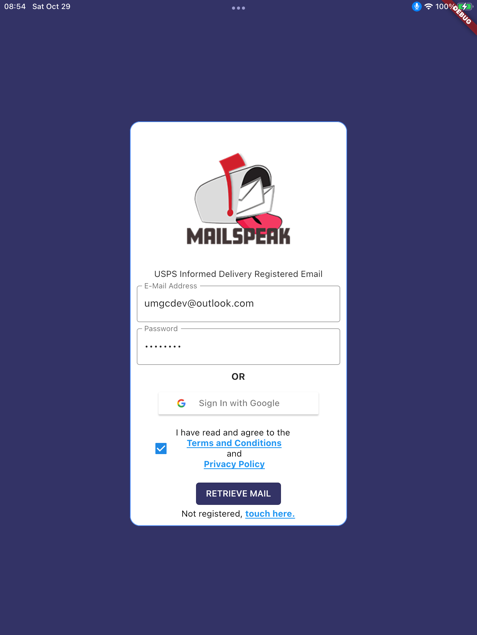 08:54 Sat Oct 29
100%
DEBUG
MAILSPEAK
USPS Informed Delivery Registered Email
E-Mail Address
umgcdev@outlook.com
Password
••••••••
OR
Sign In with Google
I have read and agree to the
Terms and Conditions
and
Privacy Policy
RETRIEVE MAIL
Not registered, touch here.